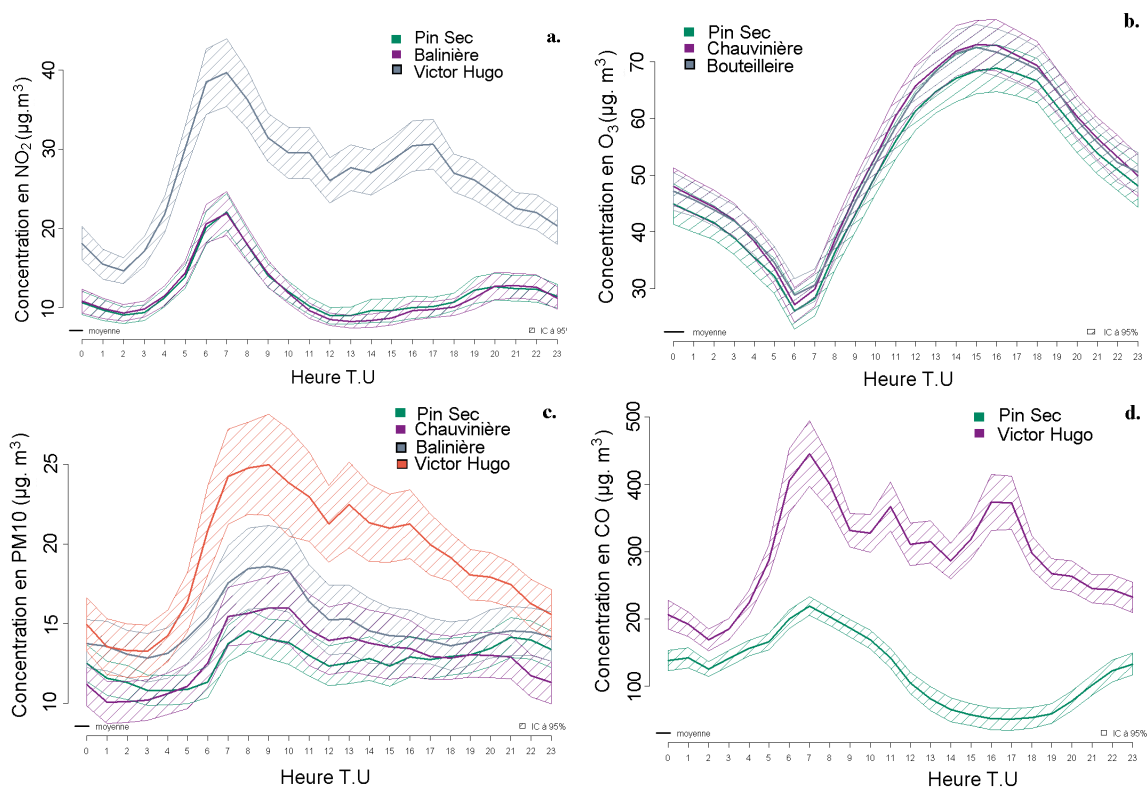 a.
Pin Sec
Balinière
Victor Hugo
Concentration en NO2 (µg.m3)
40
30
20
10
moyenne
IC à 95%
0 1 2 3 4 5 6 7 8 9 10 11 12 13 14 15 16 17 18 19 20 21 22 23
Heure T.U
b.
Pin Sec
Chauvinière
Bouteilleire
Concentration en O3 (µg. m3)
70
60
50
40
30
moyenne
IC à 95%
0 1 2 3 4 5 6 7 8 9 10 11 12 13 14 15 16 17 18 19 20 21 22 23
Heure T.U
c.
Pin Sec
Chauvinière
Balinière
Victor Hugo
Concentration en PM10 (µg. m3)
25
20
15
10
moyenne
IC à 95%
0 1 2 3 4 5 6 7 8 9 10 11 12 13 14 15 16 17 18 19 20 21 22 23
Heure T.U
d.
Pin Sec
Victor Hugo
Concentration en CO (µg. m3)
500
400
300
200
100
moyenne
IC à 95%
0 1 2 3 4 5 6 7 8 9 10 11 12 13 14 15 16 17 18 19 20 21 22 23
Heure T.U